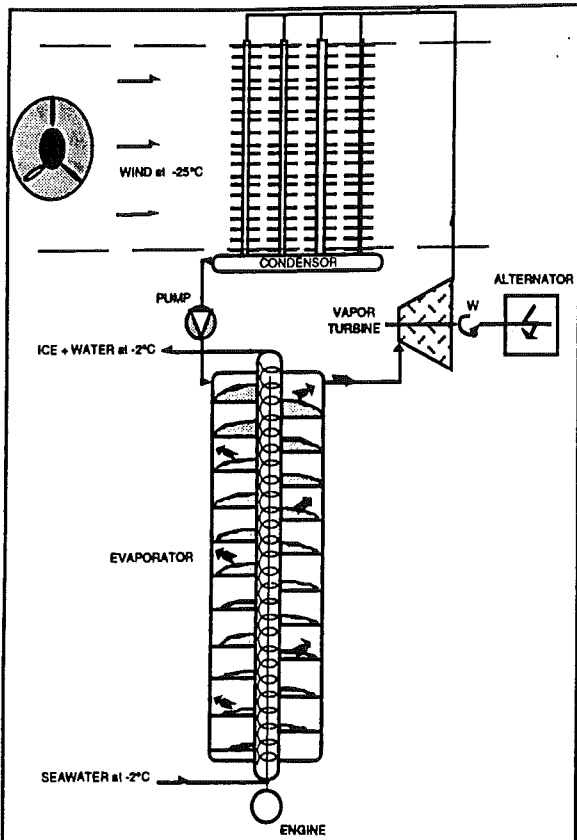 WIND at -25°C
CONDENSOR
PUMP
ALTERNATOR
VAPOR
TURBINE
W
ICE + WATER at -2°C
EVAPORATOR
SEAWATER at -2°C
ENGINE